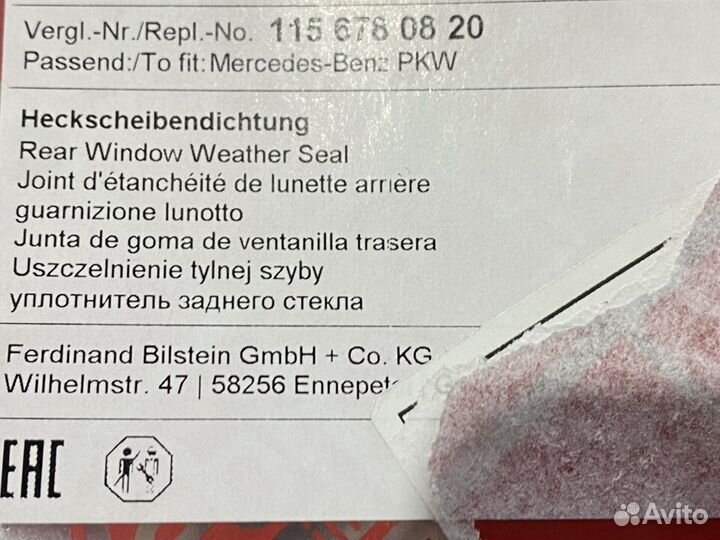 Vergl.-Nr./Repl.-No. 115 678 08 20
Passend:/To fit: Mercedes-Benz PKW
Heckscheibendichtung
Rear Window Weather Seal
Joint d'étanchéité de lunette arrière
guarnizione lunotto
Junta de goma de ventanilla trasera
Uszczelnienie tylnej szyby
уплотнитель заднего стекла
Ferdinand Bilstein GmbH + Co. KG
Wilhelmstr. 47 | 58256
EAC
Avito